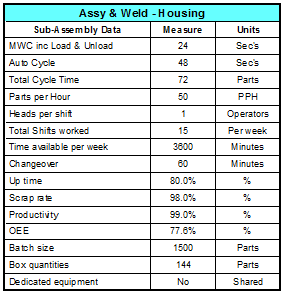 Assy & Weld - Housing
Sub-Assembly Data Measure Units
MWC inc Load & Unload 24 Sec's
Auto Cycle 48 Sec's
Total Cycle Time 72 Parts
Parts per Hour 50 PPH
Heads per shift 1 Operators
Total Shifts worked 15 Per week
Time available per week 3600 Minutes
Changeover 60 Minutes
Up time 80.0% %
Scrap rate 98.0% %
Productivity 99.0% %
OEE 77.6% %
Batch size 1500 Parts
Box quantities 144 Parts
Dedicated equipment No Shared